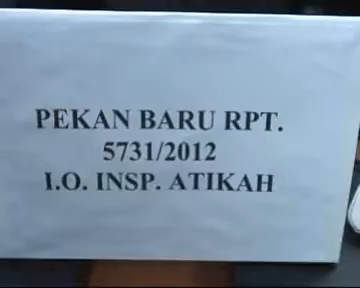 PEKAN BARU RPT.
5731/2012
I.O. INSP. ATIKAH